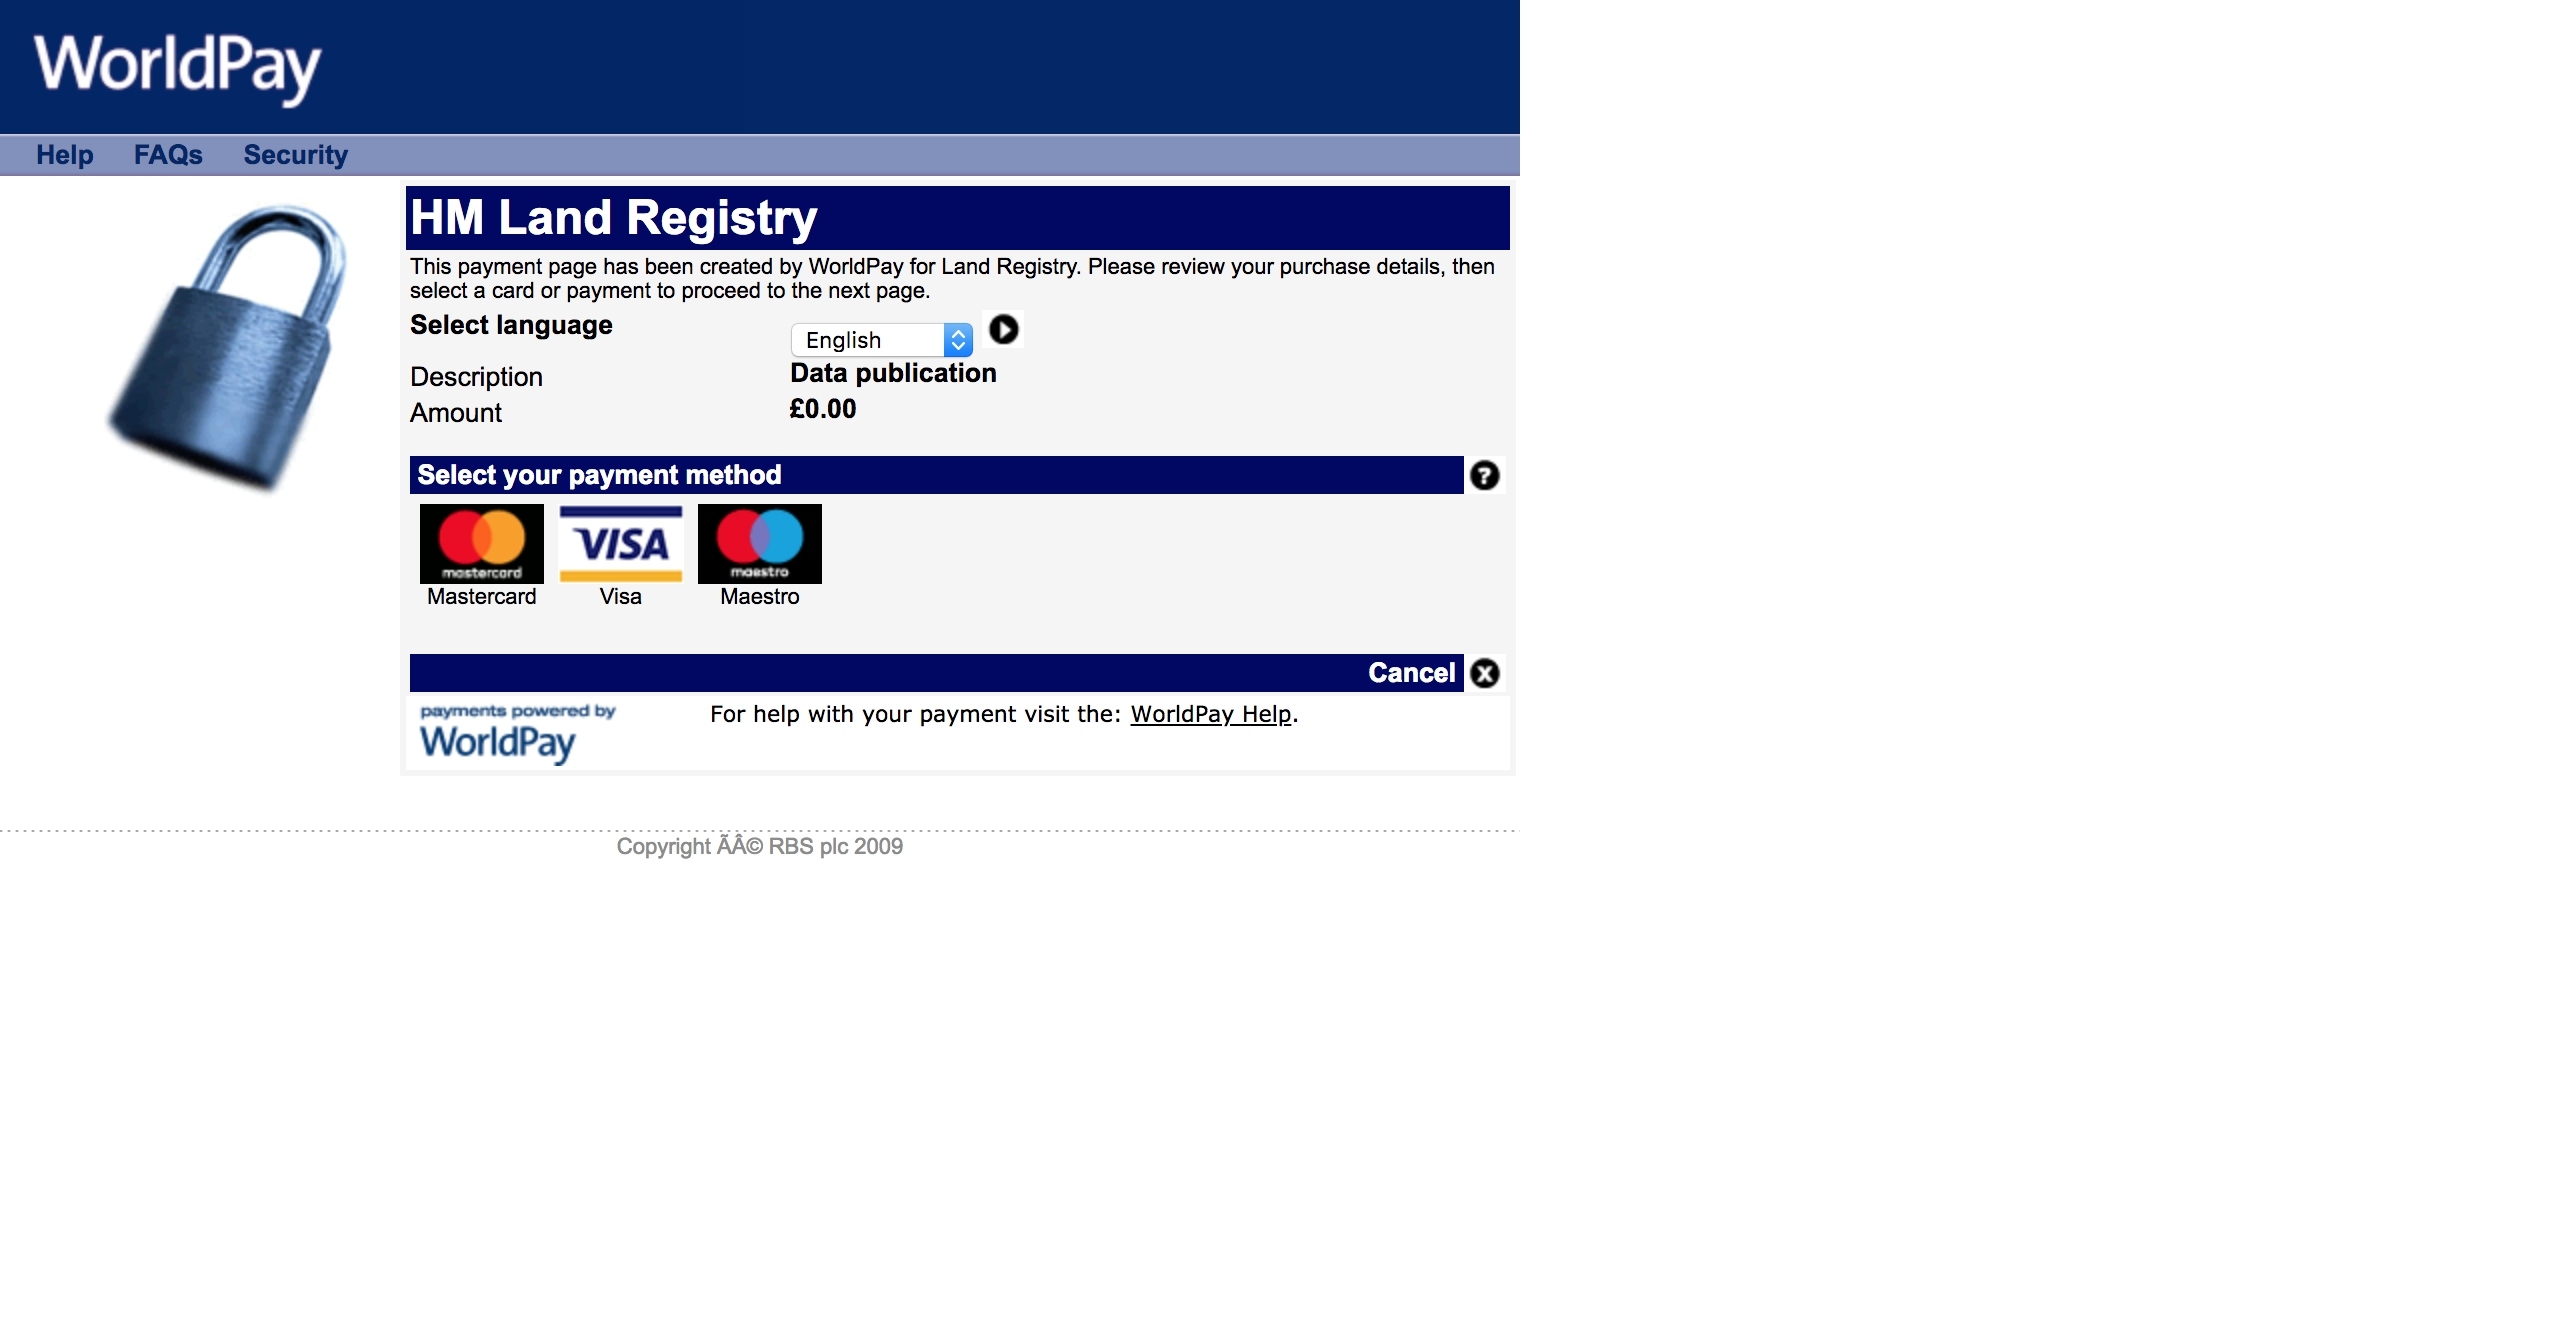 WorldPay
Help FAQs Security
HM Land Registry
This payment page has been created by WorldPay for Land Registry. Please review your purchase details, then
select a card or payment to proceed to the next page.
Select language English
Description Data publication
Amount £0.00
Select your payment method ?
mastercard VISA maestro
Mastercard Visa Maestro
Cancel X
payments powered by
WorldPay
For help with your payment visit the: WorldPay Help.
Copyright Ã©Â© RBS plc 2009